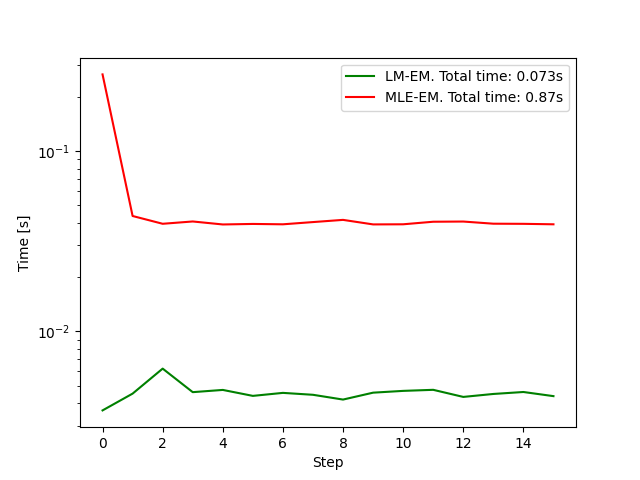 LM-EM. Total time: 0.073s
MLE-EM. Total time: 0.87s
10⁻¹
10⁻²
Time [s]
0 2 4 6 8 10 12 14
Step